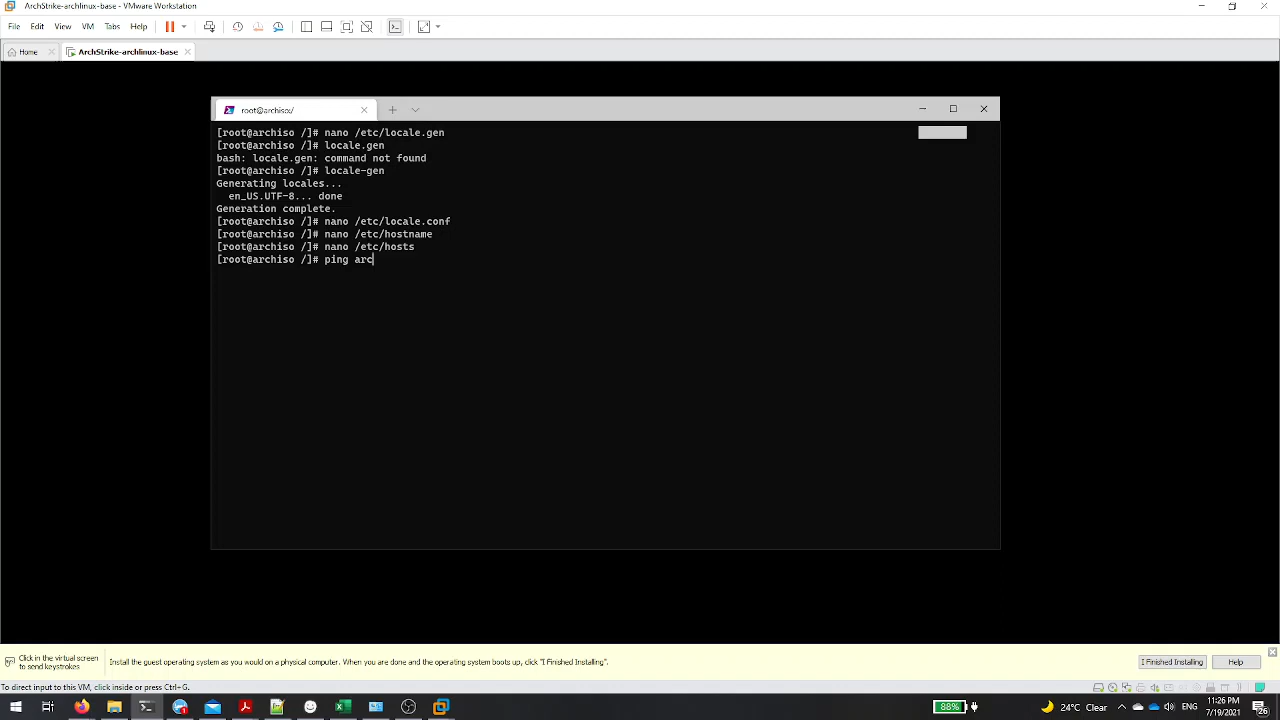 ArchStrike-archlinux-base - VMware Workstation
File Edit View VM Tabs Help
Home ArchStrike-archlinux-base
root@archiso:/
[root@archiso /]# nano /etc/locale.gen
[root@archiso /]# locale.gen
bash: locale.gen: command not found
[root@archiso /]# locale-gen
Generating locales...
  en_US.UTF-8... done
Generation complete.
[root@archiso /]# nano /etc/locale.conf
[root@archiso /]# nano /etc/hostname
[root@archiso /]# nano /etc/hosts
[root@archiso /]# ping arc
Click in the virtual screen
to send keystrokes
Install the guest operating system as you would on a physical computer. When you are done and the operating system boots up, click "I Finished Installing".
I Finished Installing Help
To direct input to this VM, click inside or press Ctrl+G.
88% 24°C Clear ENG 11:26 PM
7/19/2021 26